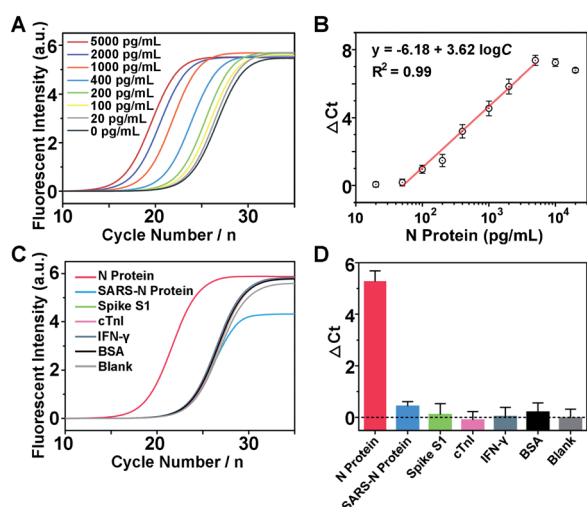 A
Fluorescent Intensity (a.u.)
6
4
2
0
5000 pg/mL
2000 pg/mL
1000 pg/mL
400 pg/mL
200 pg/mL
100 pg/mL
20 pg/mL
0 pg/mL
10 20 30
Cycle Number / n
B
ΔCt
8
4
0
y = -6.18 + 3.62 logC
R² = 0.99
10¹ 10² 10³ 10⁴
N Protein (pg/mL)
C
Fluorescent Intensity (a.u.)
6
4
2
0
N Protein
SARS-N Protein
Spike S1
cTnI
IFN-γ
BSA
Blank
10 20 30
Cycle Number / n
D
ΔCt
6
4
2
0
N Protein
SARS-N Protein
Spike S1
cTnI
IFN-γ
BSA
Blank